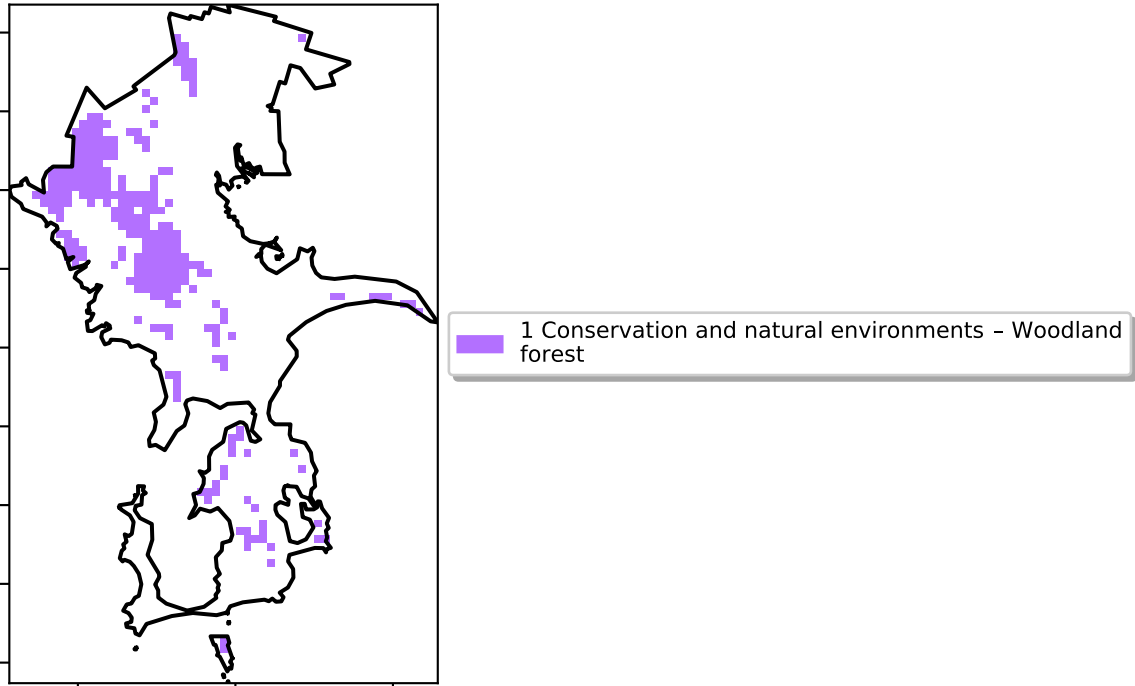 1 Conservation and natural environments – Woodland
forest